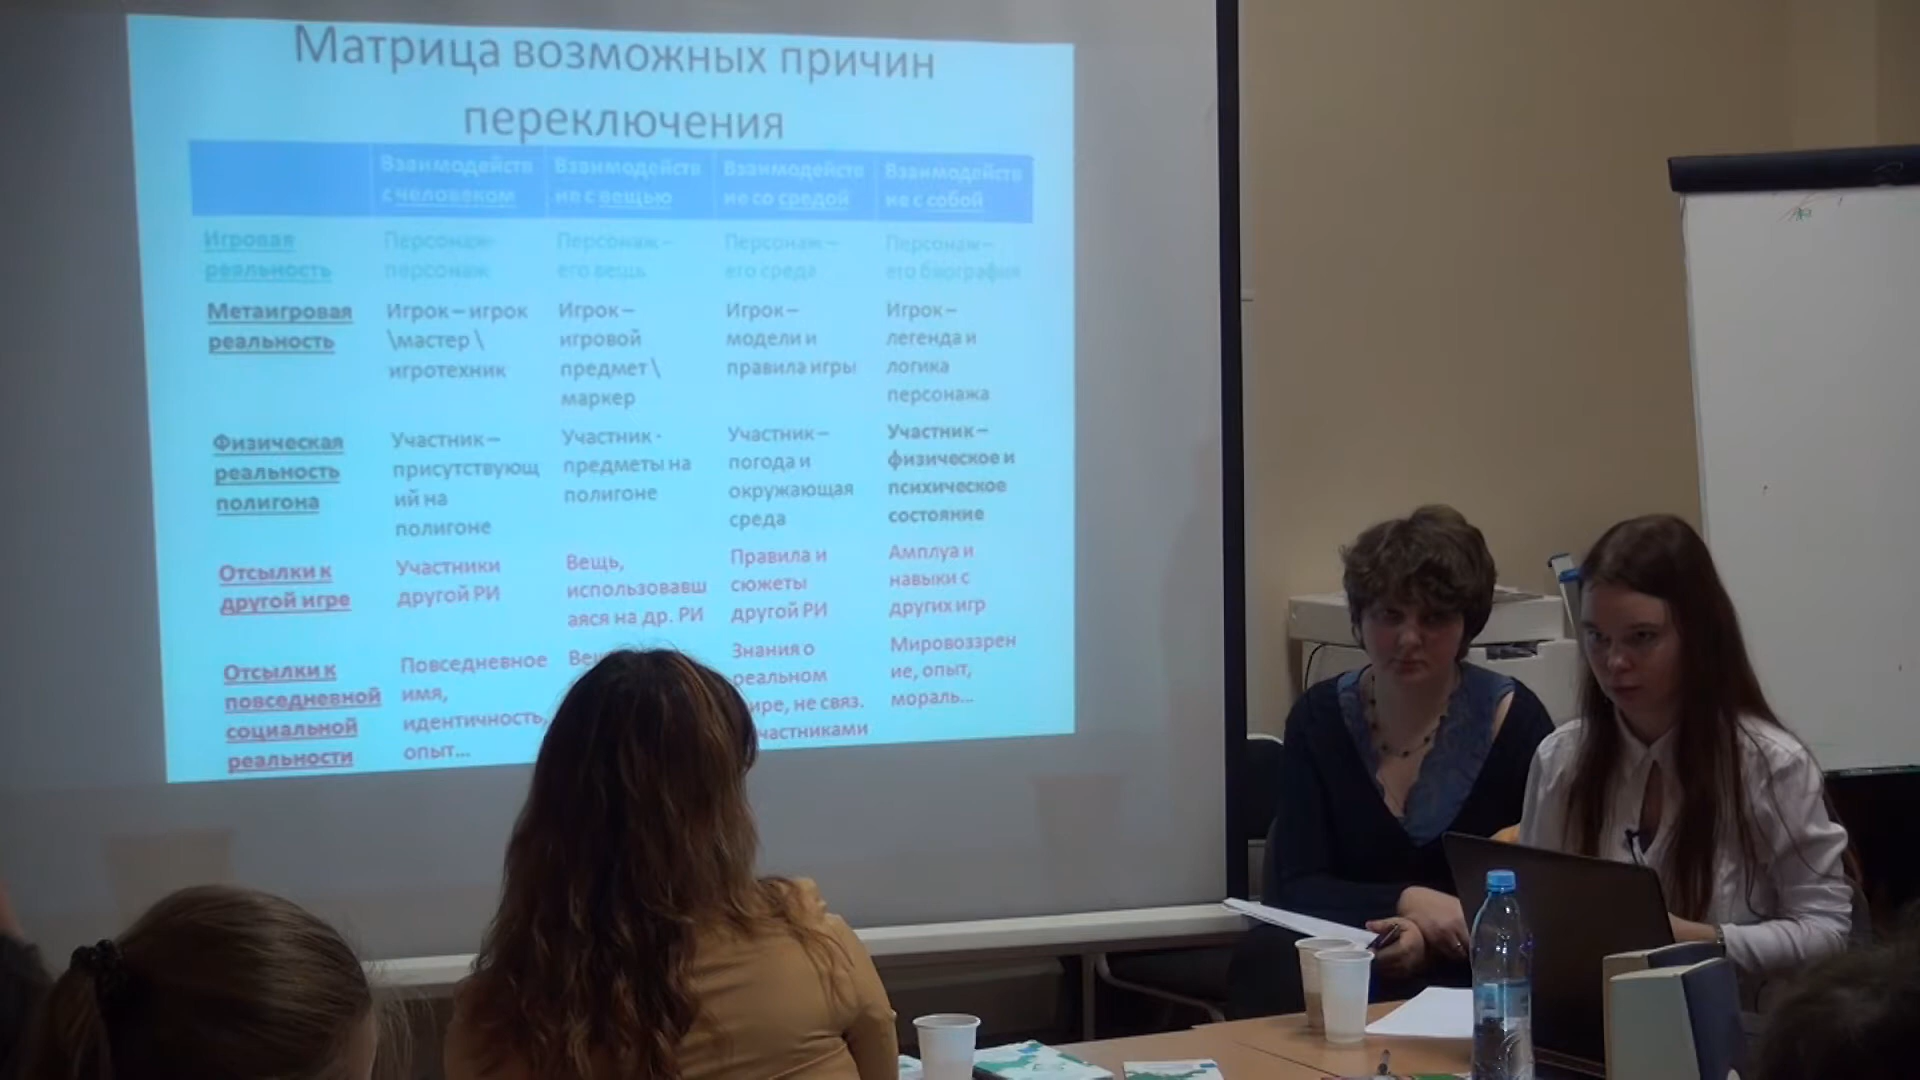 Матрица возможных причин
переключения
Взаимодейств
с человеком
Взаимодейств
ие с вещью
Взаимодейств
ие со средой
Взаимодейств
ие с собой
Игровая
реальность
Персонаж-
персонаж
Персонаж –
его вещь
Персонаж –
его среда
Персонаж–
его биография
Метаигровая
реальность
Игрок – игрок
\мастер \
игротехник
Игрок –
игровой
предмет \
маркер
Игрок –
модели и
правила игры
Игрок –
легенда и
логика
персонажа
Физическая
реальность
полигона
Участник –
присутствующ
ий на
полигоне
Участник -
предметы на
полигоне
Участник –
погода и
окружающая
среда
Участник –
физическое и
психическое
состояние
Отсылки к
другой игре
Участники
другой РИ
Вещь,
использовавш
аяся на др. РИ
Правила и
сюжеты
другой РИ
Амплуа и
навыки с
других игр
Отсылки к
повседневной
социальной
реальности
Повседневное
имя,
идентичность,
опыт...
Знания о
реальном
ире, не связ.
частниками
Мировоззрен
ие, опыт,
мораль...